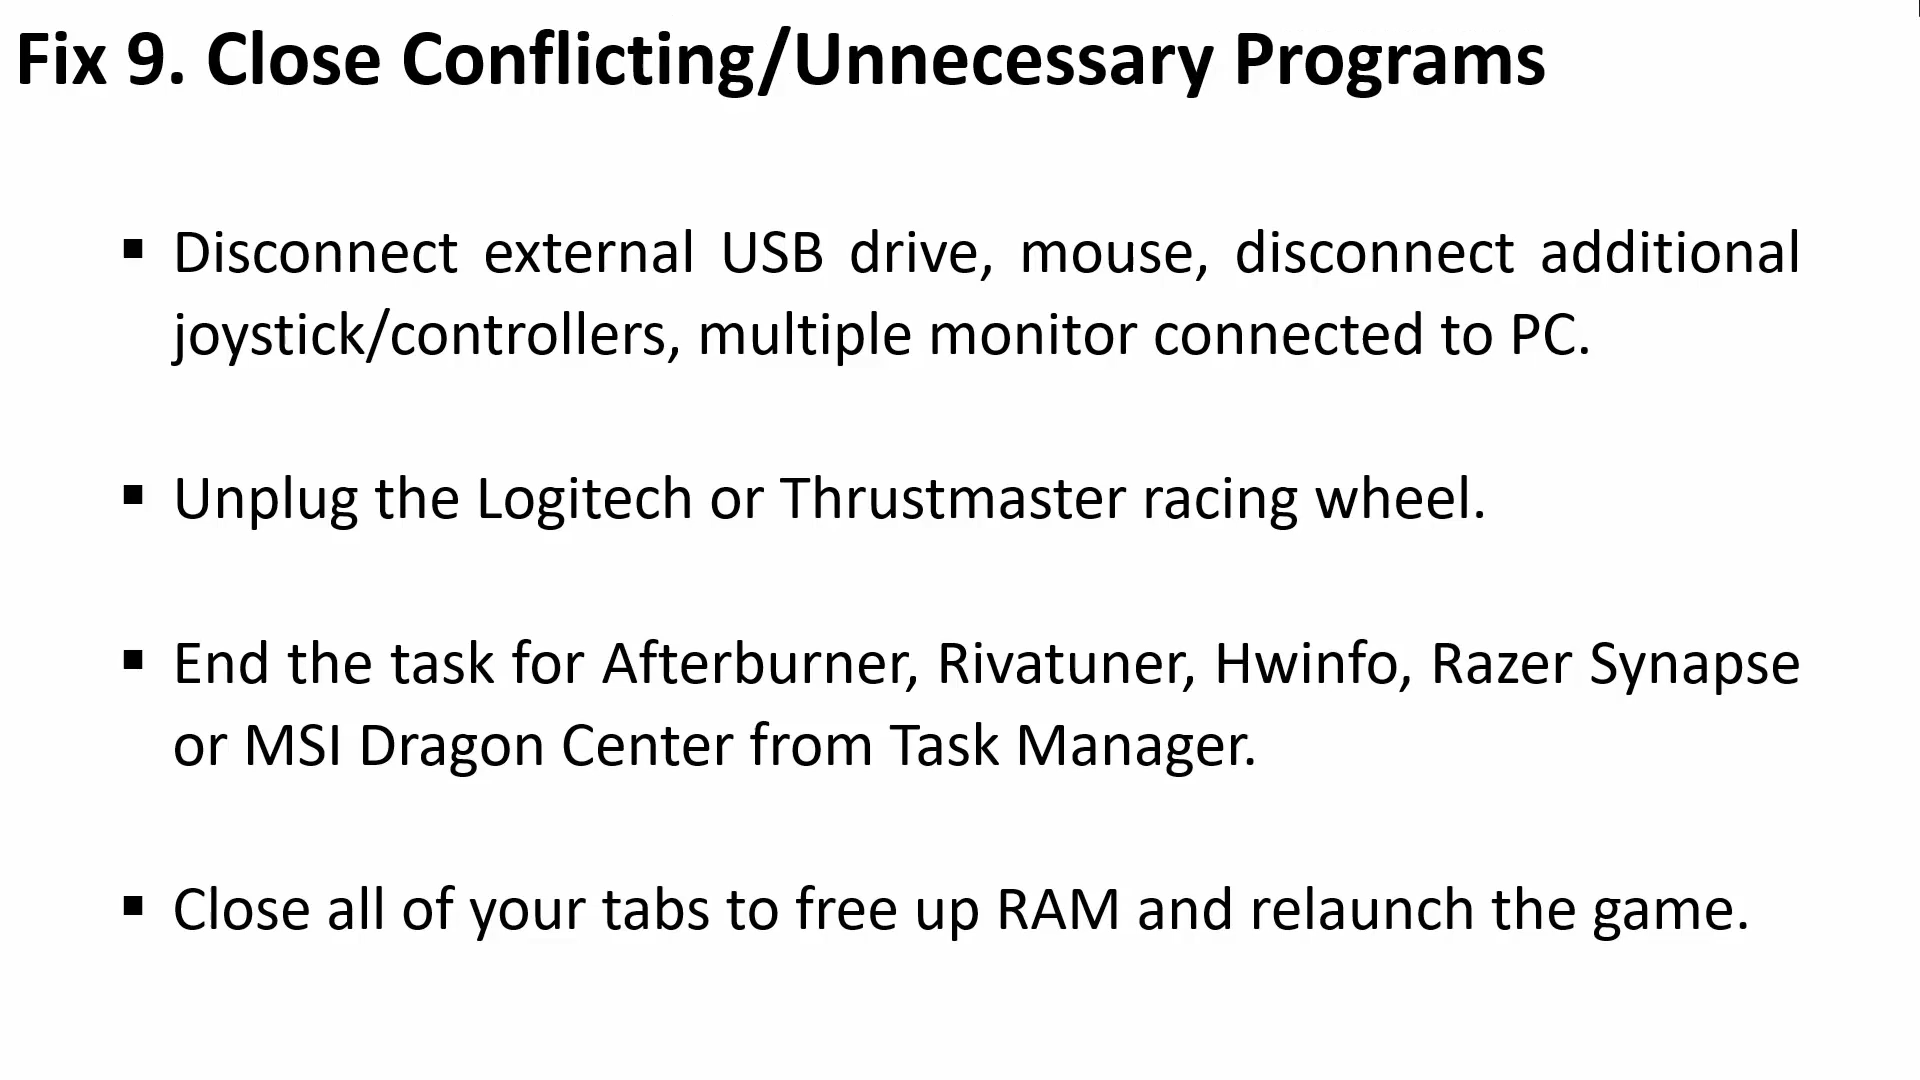 Fix 9. Close Conflicting/Unnecessary Programs
▪ Disconnect external USB drive, mouse, disconnect additional
joystick/controllers, multiple monitor connected to PC.
▪ Unplug the Logitech or Thrustmaster racing wheel.
▪ End the task for Afterburner, Rivatuner, Hwinfo, Razer Synapse
or MSI Dragon Center from Task Manager.
▪ Close all of your tabs to free up RAM and relaunch the game.